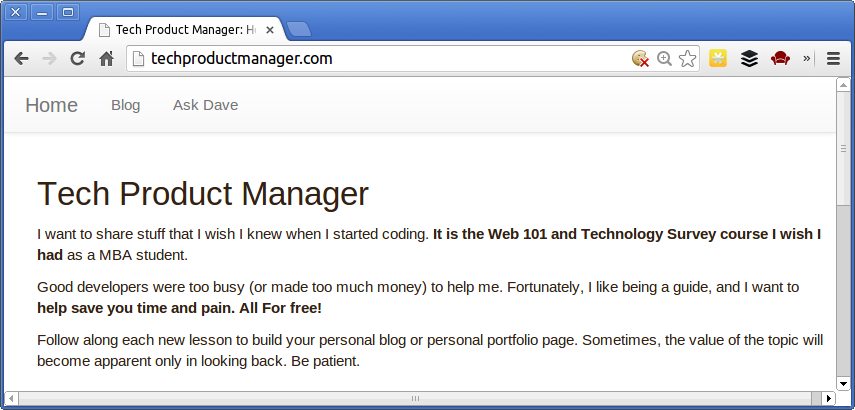 Tech Product Manager: H
techproductmanager.com
»
Home Blog Ask Dave
Tech Product Manager
I want to share stuff that I wish I knew when I started coding. It is the Web 101 and Technology Survey course I wish I
had as a MBA student.
Good developers were too busy (or made too much money) to help me. Fortunately, I like being a guide, and I want to
help save you time and pain. All For free!
Follow along each new lesson to build your personal blog or personal portfolio page. Sometimes, the value of the topic will
become apparent only in looking back. Be patient.